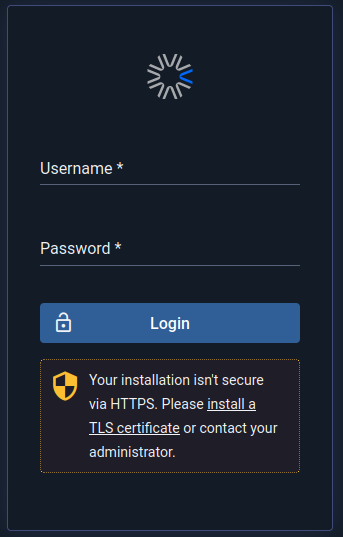 Username *
Password *
Login
Your installation isn't secure
via HTTPS. Please install a
TLS certificate or contact your
administrator.